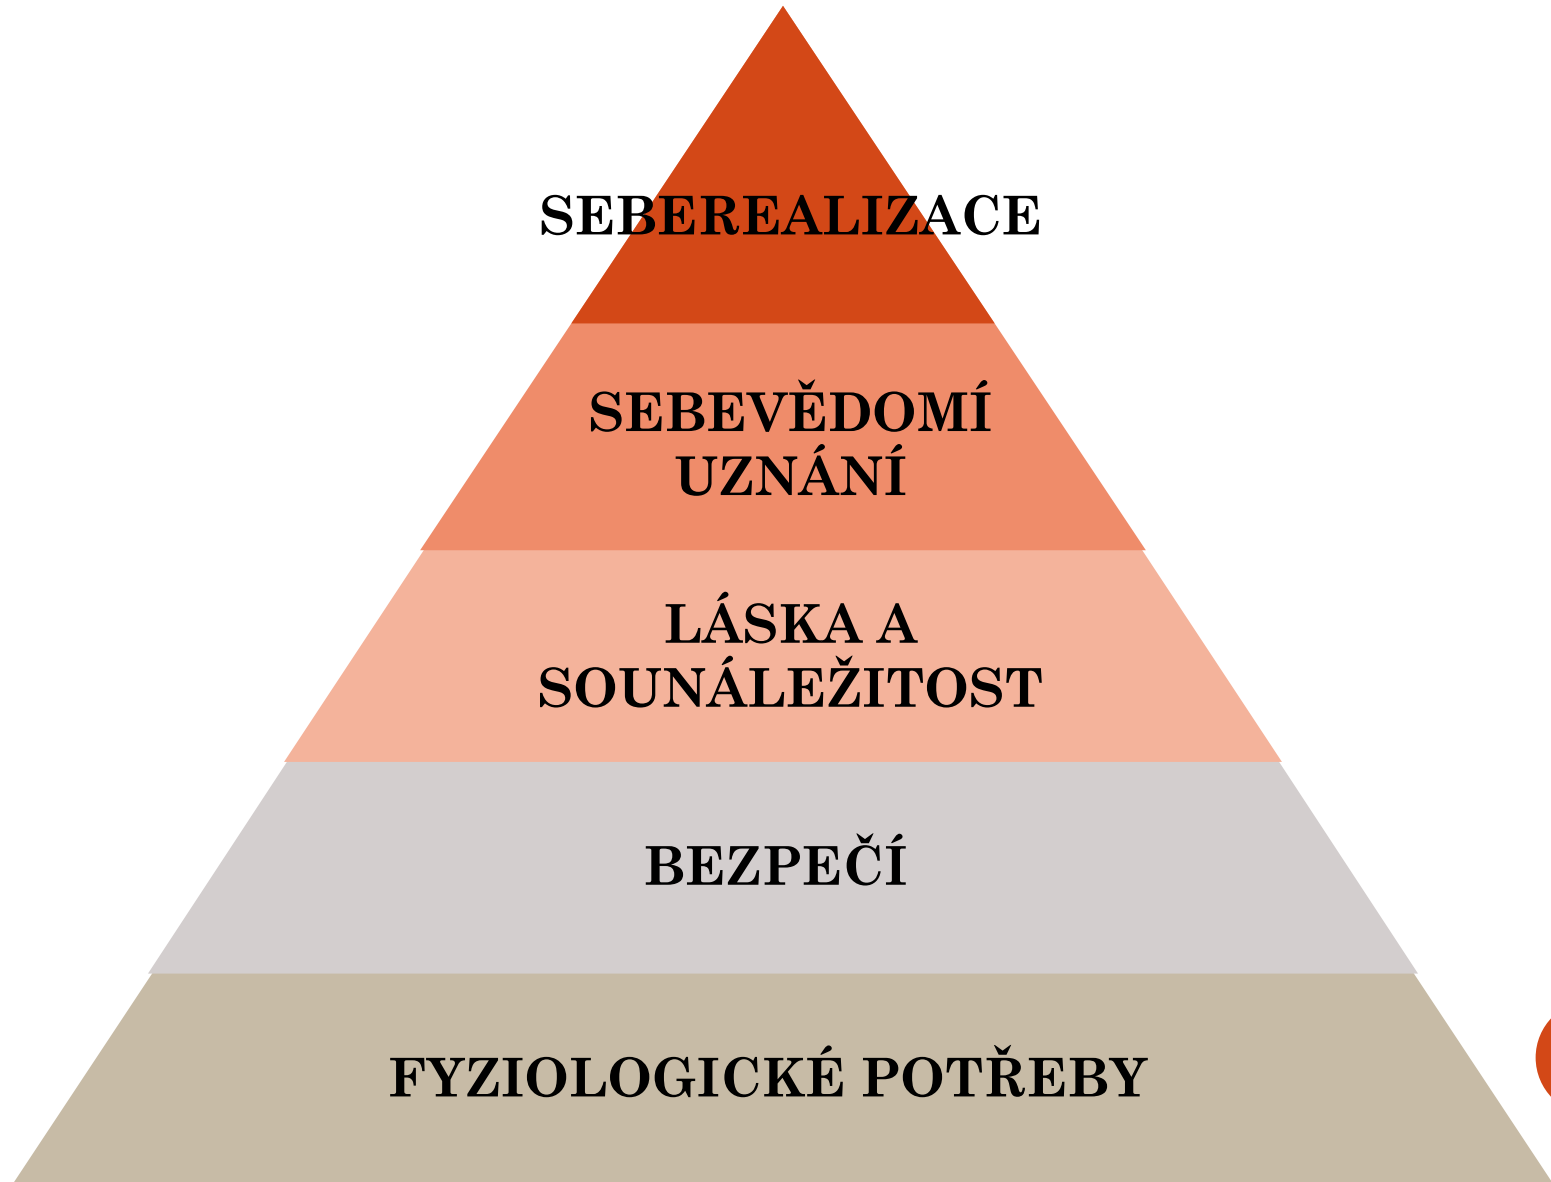 SEBEREALIZACE
SEBEVĚDOMÍ
UZNÁNÍ
LÁSKA A
SOUNÁLEŽITOST
BEZPEČÍ
FYZIOLOGICKÉ POTŘEBY